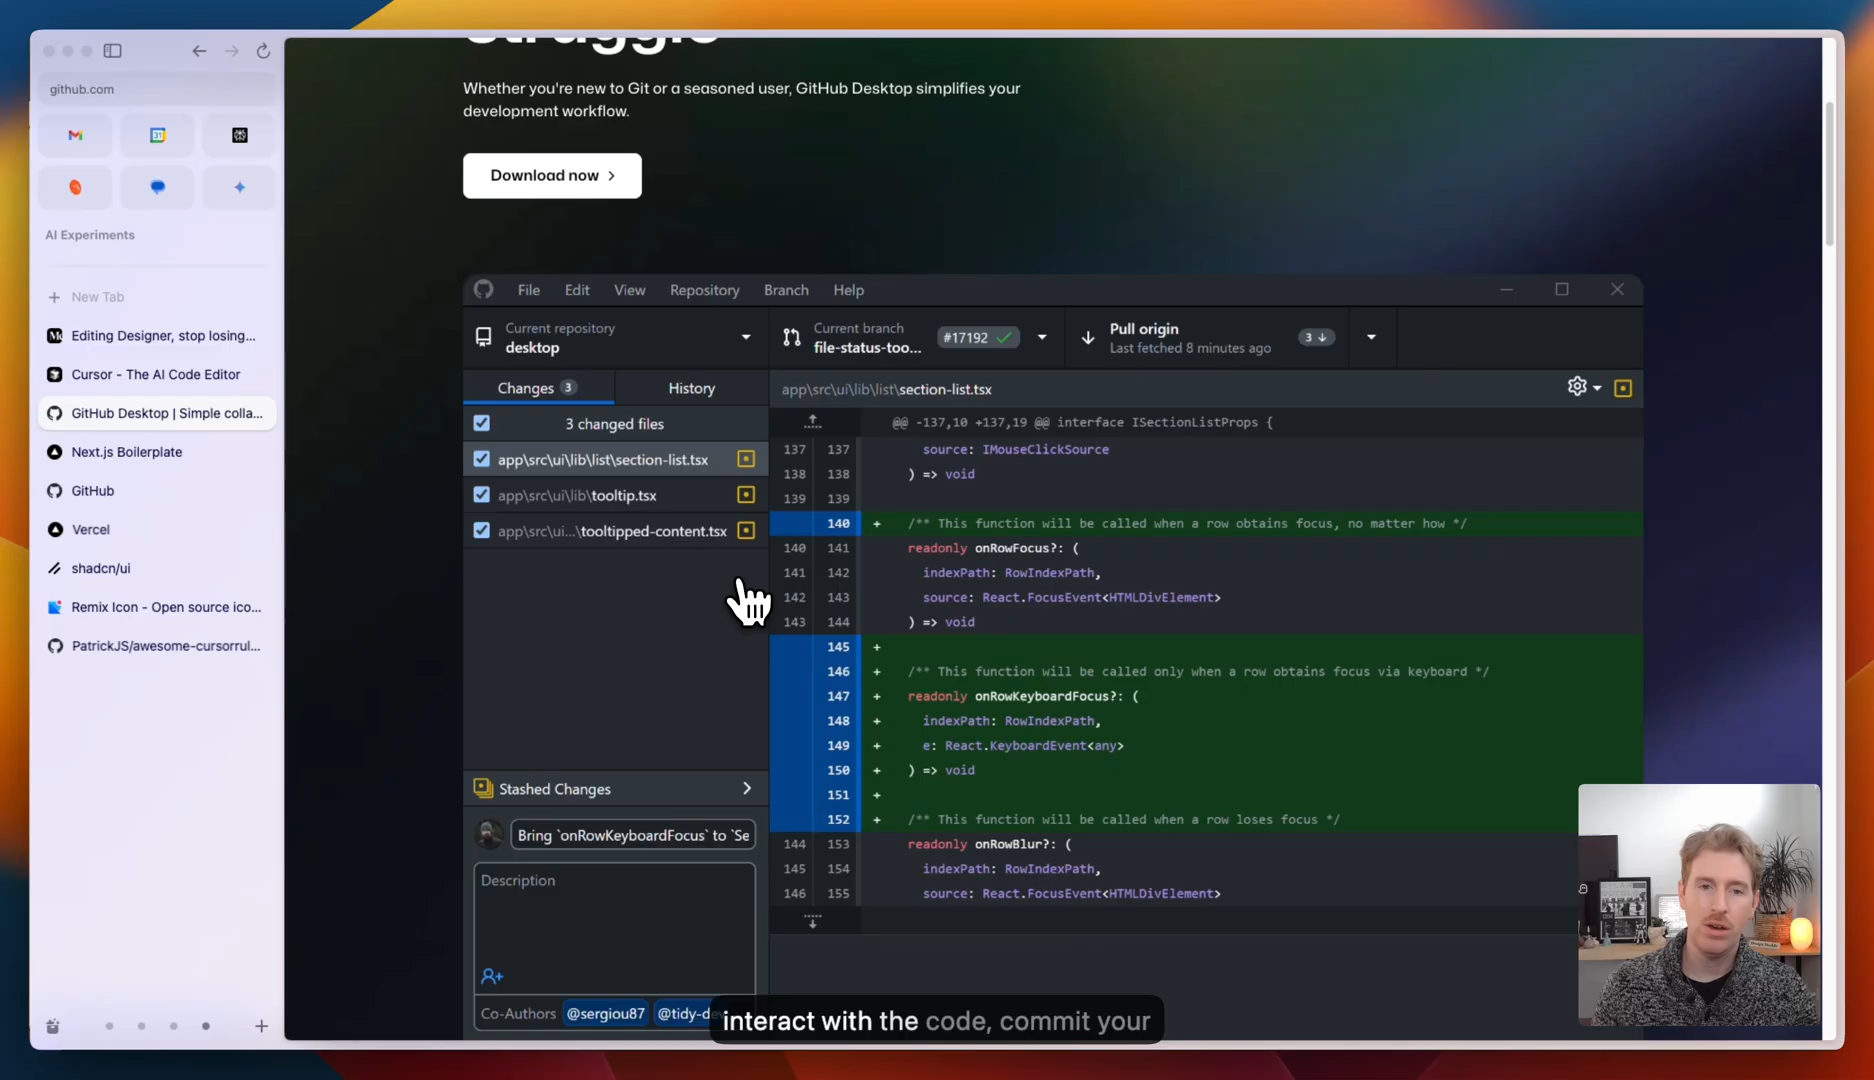 github.com
AI Experiments
New Tab
Editing Designer, stop losing...
Cursor - The AI Code Editor
GitHub Desktop | Simple colla...
Next.js Boilerplate
GitHub
Vercel
shadcn/ui
Remix Icon - Open source ico...
PatrickJS/awesome-cursorrul...
Struggle
Whether you're new to Git or a seasoned user, GitHub Desktop simplifies your
development workflow.
Download now
File Edit View Repository Branch Help
Current repository
desktop
Current branch
file-status-too...
#17192
Pull origin
Last fetched 8 minutes ago
3
Changes 3
History
app\src\ui\lib\list\section-list.tsx
3 changed files
app\src\ui\lib\list\section-list.tsx
app\src\ui\lib\tooltip.tsx
app\src\ui...\tooltipped-content.tsx
@@ -137,10 +137,19 @@ interface ISectionListProps {
137 137 source: IMouseClickSource
138 138 ) => void
139 139
140 + /** This function will be called when a row obtains focus, no matter how */
140 141 readonly onRowFocus?: (
141 142 indexPath: RowIndexPath,
142 143 source: React.FocusEvent<HTMLDivElement>
143 144 ) => void
145 +
146 + /** This function will be called only when a row obtains focus via keyboard */
147 + readonly onRowKeyboardFocus?: (
148 + indexPath: RowIndexPath,
149 + e: React.KeyboardEvent<any>
150 + ) => void
151 +
152 + /** This function will be called when a row loses focus */
144 153 readonly onRowBlur?: (
145 154 indexPath: RowIndexPath,
146 155 source: React.FocusEvent<HTMLDivElement>
Stashed Changes
Bring `onRowKeyboardFocus` to `Se
Description
Co-Authors @sergiou87 @tidy-de
interact with the code, commit your